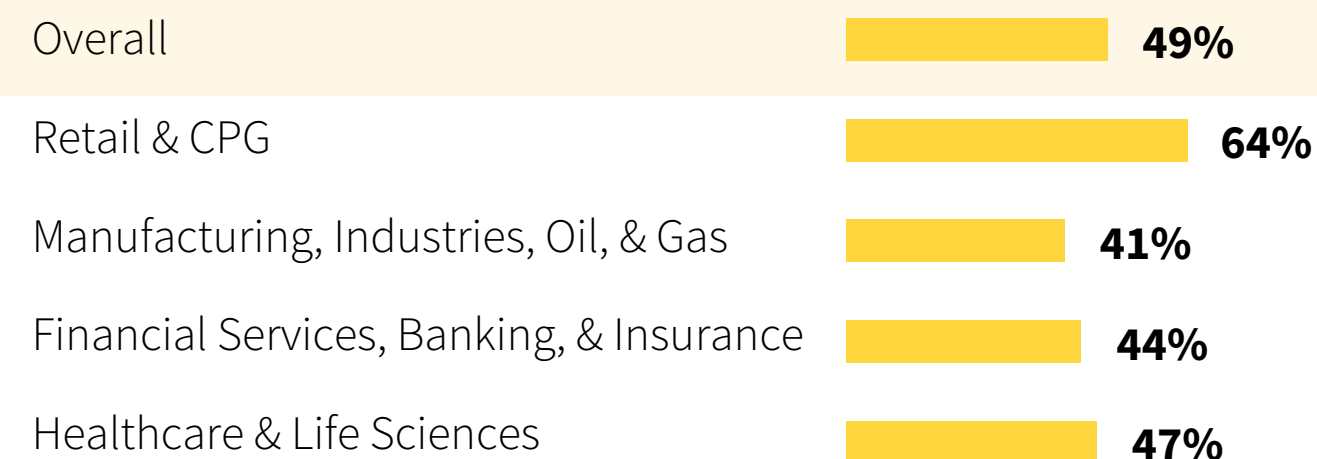 Overall 49%
Retail & CPG 64%
Manufacturing, Industries, Oil, & Gas 41%
Financial Services, Banking, & Insurance 44%
Healthcare & Life Sciences 47%